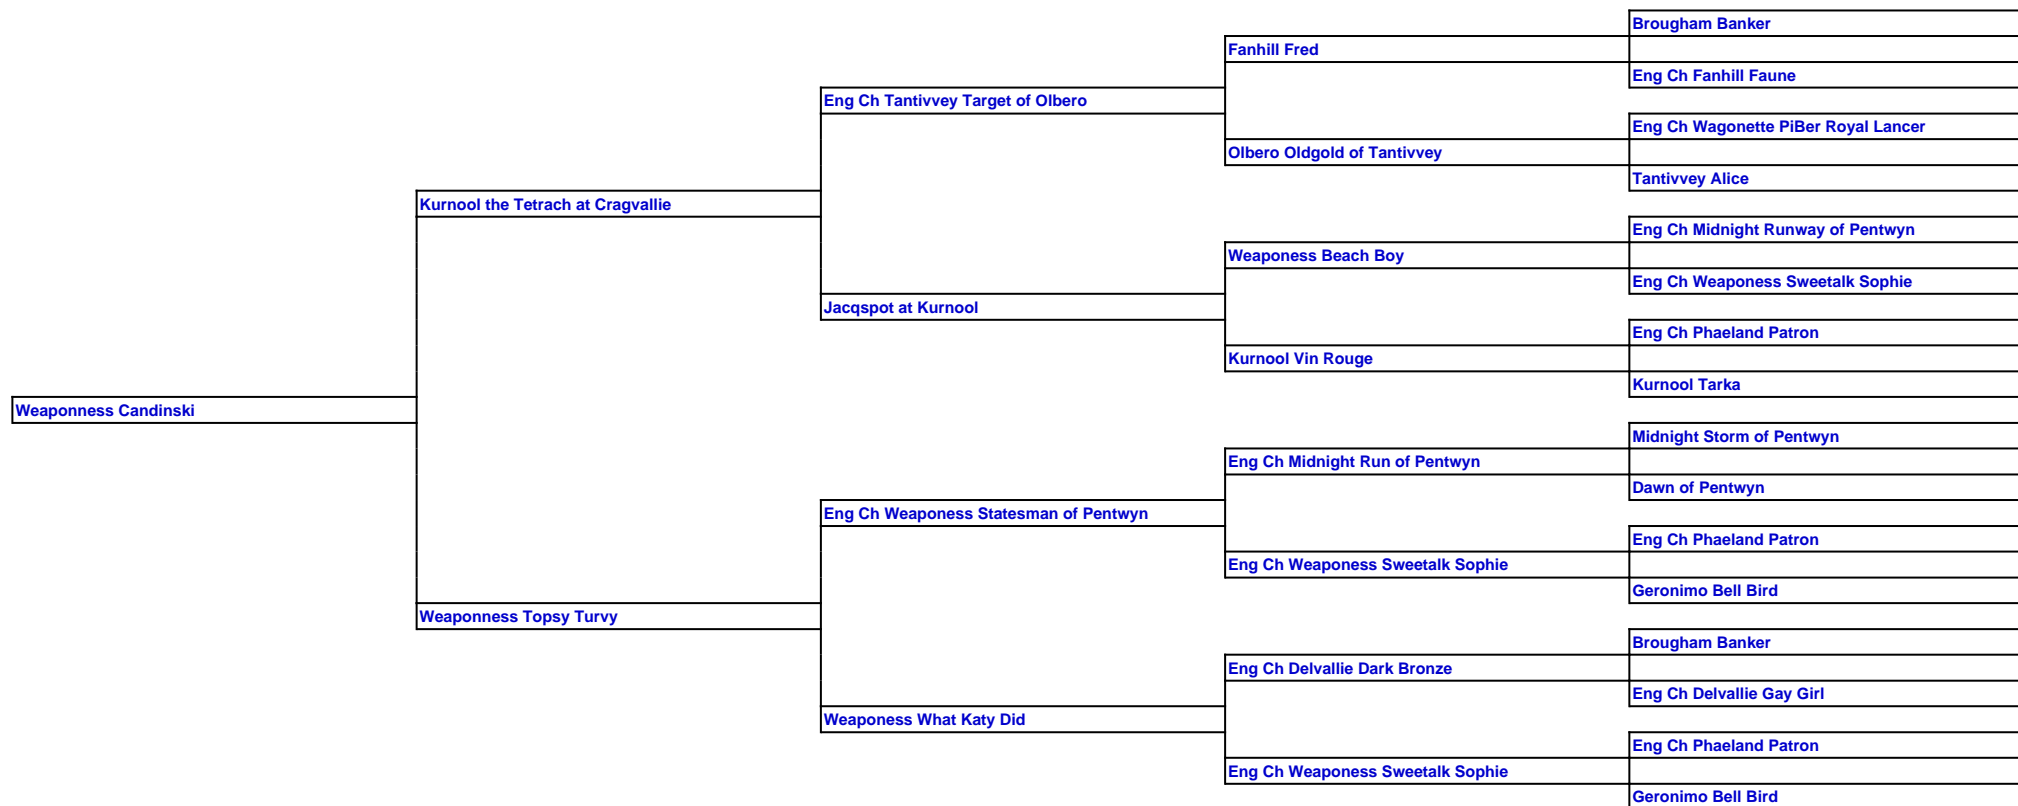 Brougham Banker
Fanhill Fred
Eng Ch Fanhill Faune
Eng Ch Tantivvey Target of Olbero
Eng Ch Wagonette PiBer Royal Lancer
Olbero Oldgold of Tantivvey
Tantivvey Alice
Kurnool the Tetrach at Cragvallie
Eng Ch Midnight Runway of Pentwyn
Weaponess Beach Boy
Eng Ch Weaponess Sweetalk Sophie
Jacqspot at Kurnool
Eng Ch Phaeland Patron
Kurnool Vin Rouge
Kurnool Tarka
Weaponness Candinski
Midnight Storm of Pentwyn
Eng Ch Midnight Run of Pentwyn
Dawn of Pentwyn
Eng Ch Weaponess Statesman of Pentwyn
Eng Ch Phaeland Patron
Eng Ch Weaponess Sweetalk Sophie
Geronimo Bell Bird
Weaponness Topsy Turvy
Brougham Banker
Eng Ch Delvallie Dark Bronze
Eng Ch Delvallie Gay Girl
Weaponess What Katy Did
Eng Ch Phaeland Patron
Eng Ch Weaponess Sweetalk Sophie
Geronimo Bell Bird